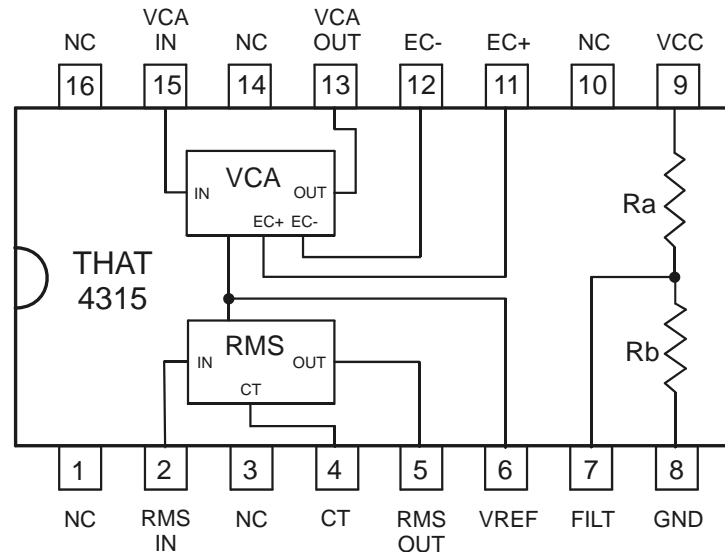 VCA
IN
VCA
OUT
NC
NC
EC-
EC+
NC
VCC
16
15
14
13
12
11
10
9
VCA
IN
OUT
EC+
EC-
Ra
THAT
4315
RMS
IN
OUT
CT
Rb
1
2
3
4
5
6
7
8
NC
RMS
IN
NC
CT
RMS
OUT
VREF
FILT
GND